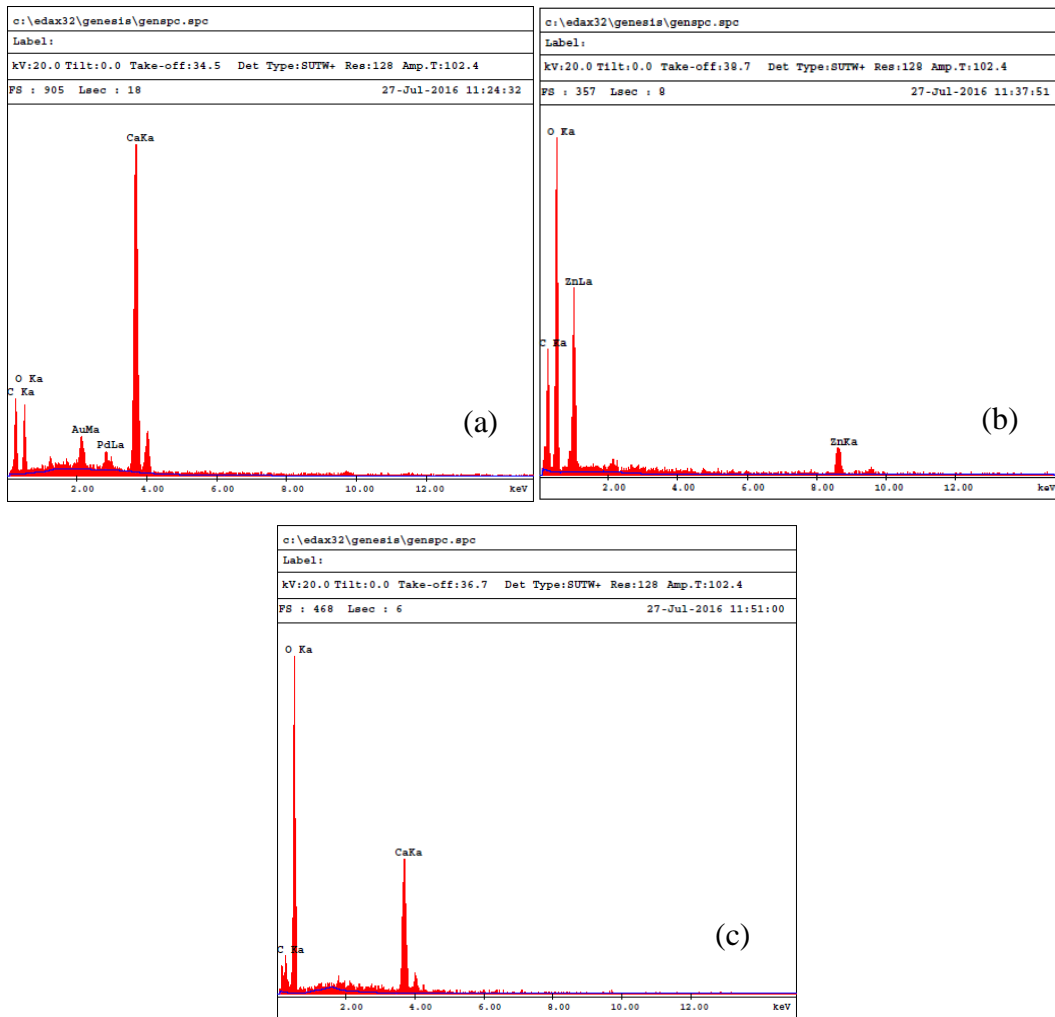 c:\edax32\genesis\genspc.spc
Label:
kV:20.0 Tilt:0.0 Take-off:34.5 Det Type:SUTW+ Res:128 Amp.T:102.4
FS : 905 Lsec : 18 27-Jul-2016 11:24:32
CaKa
O Ka
C Ka
AuMa
PdLa
(a)
2.00 4.00 6.00 8.00 10.00 12.00 keV
c:\edax32\genesis\genspc.spc
Label:
kV:20.0 Tilt:0.0 Take-off:38.7 Det Type:SUTW+ Res:128 Amp.T:102.4
FS : 357 Lsec : 8 27-Jul-2016 11:37:51
O Ka
ZnLa
C Ka
(b)
ZnKa
2.00 4.00 6.00 8.00 10.00 12.00 keV
c:\edax32\genesis\genspc.spc
Label:
kV:20.0 Tilt:0.0 Take-off:36.7 Det Type:SUTW+ Res:128 Amp.T:102.4
FS : 468 Lsec : 6 27-Jul-2016 11:51:00
O Ka
CaKa
C Ka
(c)
2.00 4.00 6.00 8.00 10.00 12.00 keV